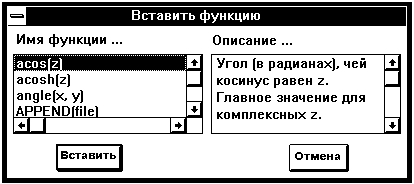 Вставить функцию
Имя функции ...
Описание ...
acos(z)
acosh(z)
angle(x, y)
APPEND(file)
Угол (в радианах), чей
косинус равен z.
Главное значение для
комплексных z.
Вставить
Отмена